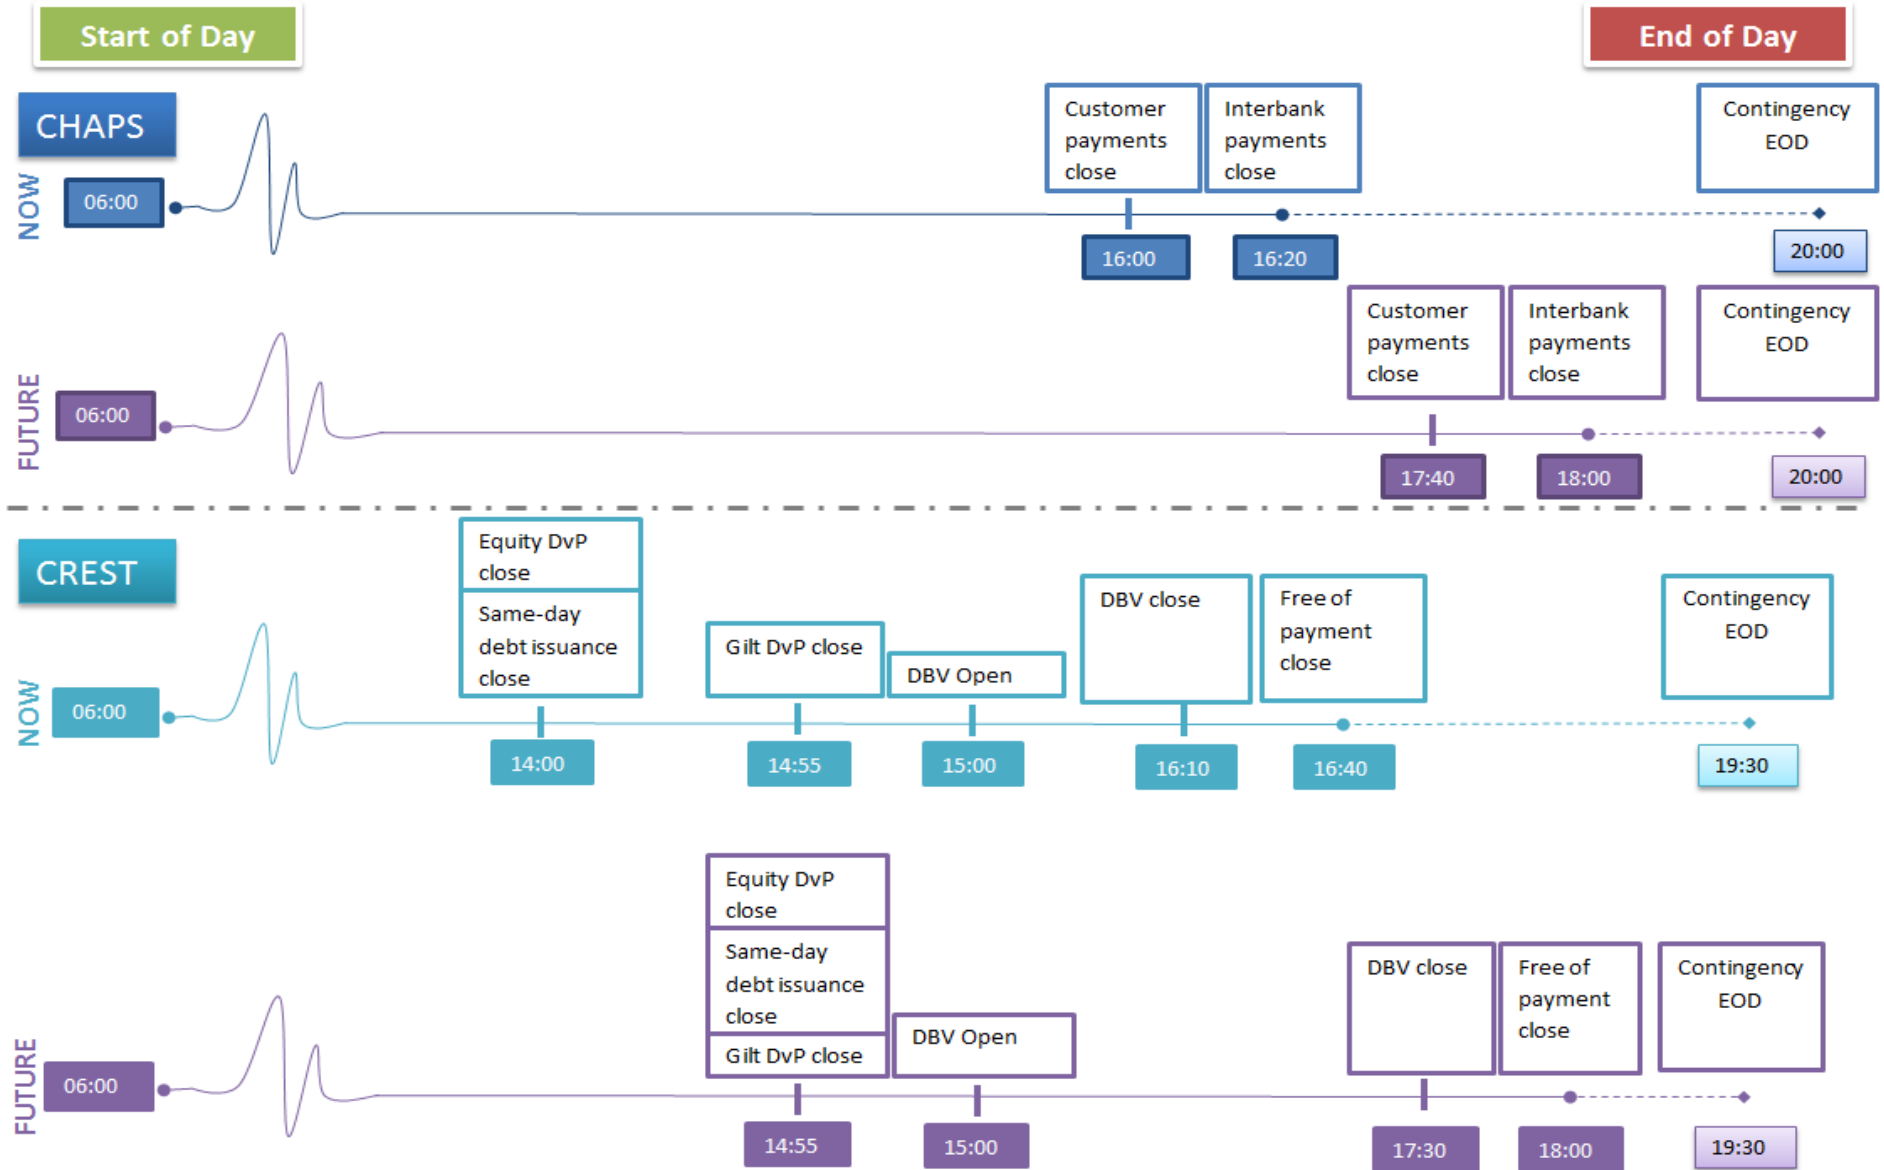 Start of Day
End of Day
CHAPS
NOW
06:00
Customer
payments
close
Interbank
payments
close
Contingency
EOD
16:00
16:20
20:00
FUTURE
06:00
Customer
payments
close
Interbank
payments
close
Contingency
EOD
17:40
18:00
20:00
CREST
NOW
06:00
Equity DvP
close
Same-day
debt issuance
close
Gilt DvP close
DBV Open
DBV close
Free of
payment
close
Contingency
EOD
14:00
14:55
15:00
16:10
16:40
19:30
FUTURE
06:00
Equity DvP
close
Same-day
debt issuance
close
Gilt DvP close
DBV Open
DBV close
Free of
payment
close
Contingency
EOD
14:55
15:00
17:30
18:00
19:30